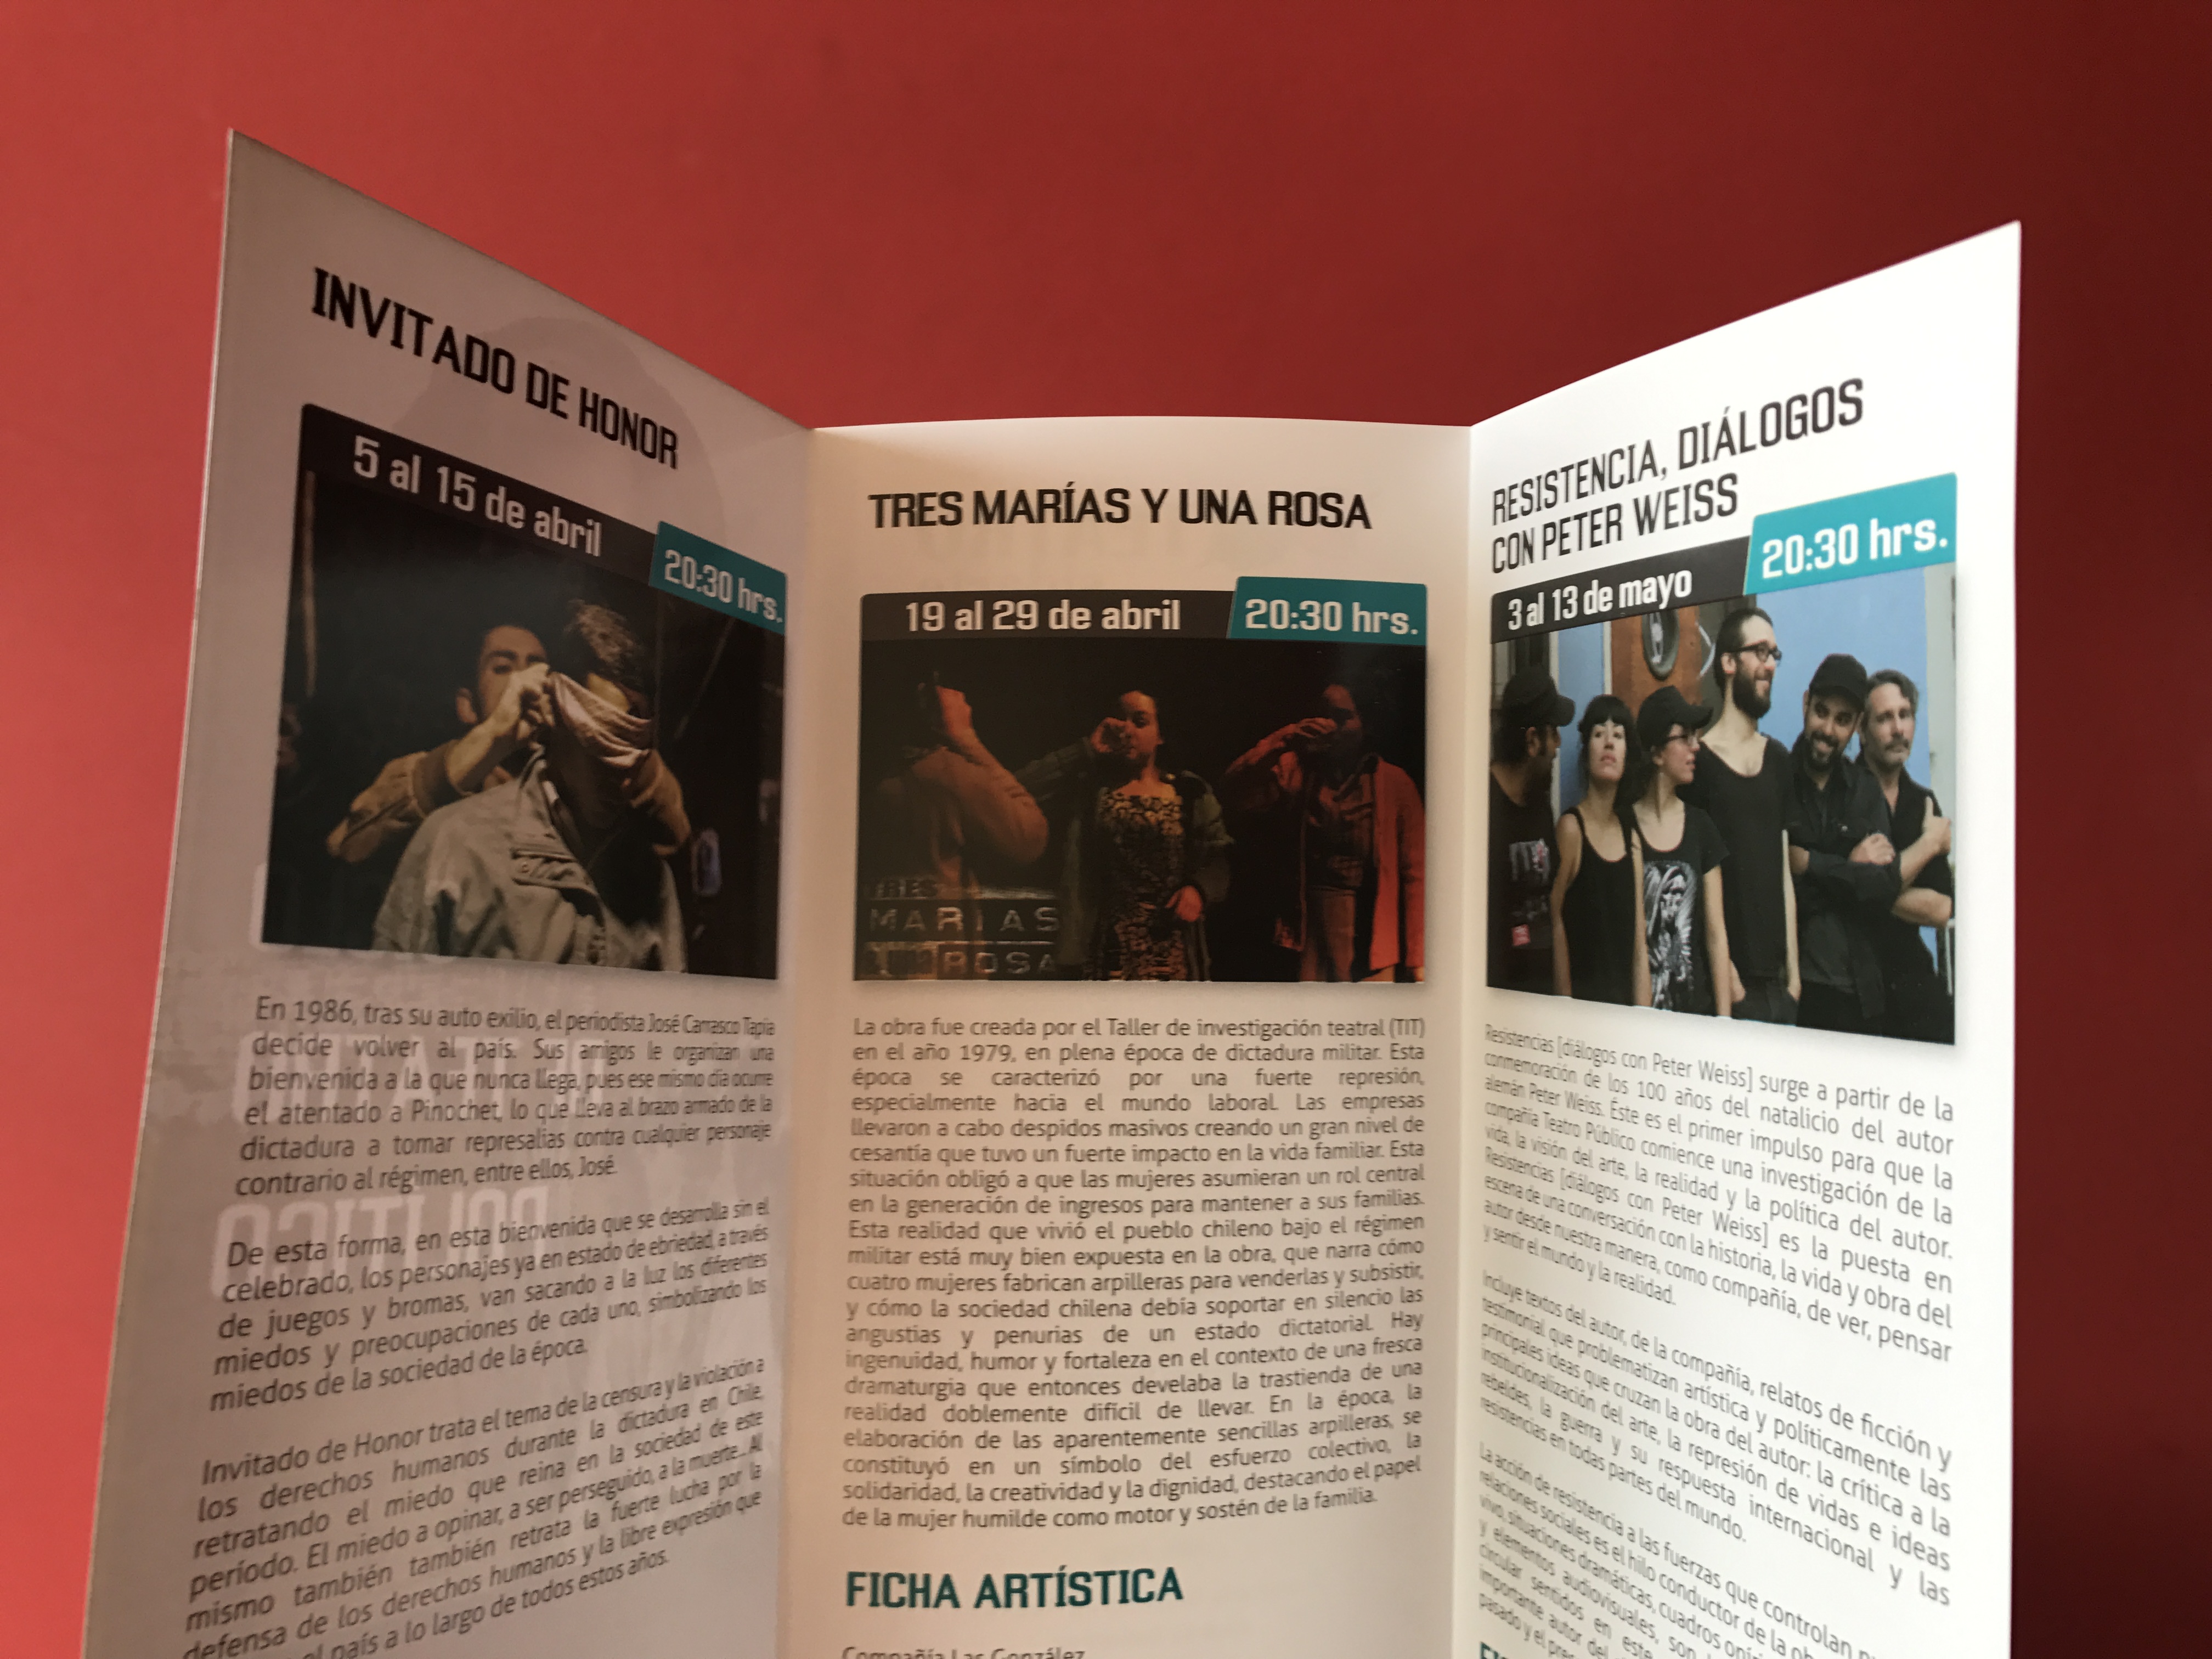 INVITADO DE HONOR
5 al 15 de abril
20:30 hrs.
En 1986, tras su auto exilio, el periodista José Carrasco Tapia
decide volver al país. Sus amigos le organizan una
bienvenida a la que nunca llega, pues ese mismo día ocurre
el atentado a Pinochet, lo que lleva al brazo armado de la
dictadura a tomar represalias contra cualquier personaje
contrario al régimen, entre ellos, José.
De esta forma, en esta bienvenida que se desarrolla sin el
celebrado, los personajes ya en estado de ebriedad, a través
de juegos y bromas, van sacando a la luz los diferentes
miedos y preocupaciones de cada uno, simbolizando los
miedos de la sociedad de la época.
Invitado de Honor trata el tema de la censura y la violación a
los derechos humanos durante la dictadura en Chile,
retratando el miedo que reina en la sociedad de este
período. El miedo a opinar, a ser perseguido, a la muerte... Al
mismo también también retrata la fuerte lucha por la
defensa de los derechos humanos y la libre expresión que
el país a lo largo de todos estos años.
TRES MARÍAS Y UNA ROSA
19 al 29 de abril
20:30 hrs.
TRES
MARIAS
ROSA
La obra fue creada por el Taller de investigación teatral (TIT)
en el año 1979, en plena época de dictadura militar. Esta
época se caracterizó por una fuerte represión,
especialmente hacia el mundo laboral. Las empresas
llevaron a cabo despidos masivos creando un gran nivel de
cesantía que tuvo un fuerte impacto en la vida familiar. Esta
situación obligó a que las mujeres asumieran un rol central
en la generación de ingresos para mantener a sus familias.
Esta realidad que vivió el pueblo chileno bajo el régimen
militar está muy bien expuesta en la obra, que narra cómo
cuatro mujeres fabrican arpilleras para venderlas y subsistir,
y cómo la sociedad chilena debía soportar en silencio las
angustias y penurias de un estado dictatorial. Hay
ingenuidad, humor y fortaleza en el contexto de una fresca
dramaturgia que entonces develaba la trastienda de una
realidad doblemente difícil de llevar. En la época, la
elaboración de las aparentemente sencillas arpilleras, se
constituyó en un símbolo del esfuerzo colectivo, la
solidaridad, la creatividad y la dignidad, destacando el papel
de la mujer humilde como motor y sostén de la familia.
FICHA ARTÍSTICA
Compañía Las González
RESISTENCIA, DIÁLOGOS
CON PETER WEISS
3 al 13 de mayo
20:30 hrs.
Resistencias [diálogos con Peter Weiss] surge a partir de la
conmemoración de los 100 años del natalicio del autor
alemán Peter Weiss. Éste es el primer impulso para que la
compañía Teatro Público comience una investigación de la
vida, la visión del arte, la realidad y la política del autor.
Resistencias [diálogos con Peter Weiss] es la puesta en
escena de una conversación con la historia, la vida y obra del
autor desde nuestra manera, como compañía, de ver, pensar
y sentir el mundo y la realidad.
Incluye textos del autor, de la compañía, relatos de ficción y
testimonial que problematizan artística y políticamente las
principales ideas que cruzan la obra del autor: la crítica a la
institucionalización del arte, la represión de vidas e ideas
rebeldes, la guerra y su respuesta internacional y las
resistencias en todas partes del mundo.
La acción de resistencia a las fuerzas que controlan
relaciones sociales es el hilo conductor de la
vivo, situaciones dramáticas, cuadros
y elementos audiovisuales, son
circular sentidos en este
importante autor del
pasado y el